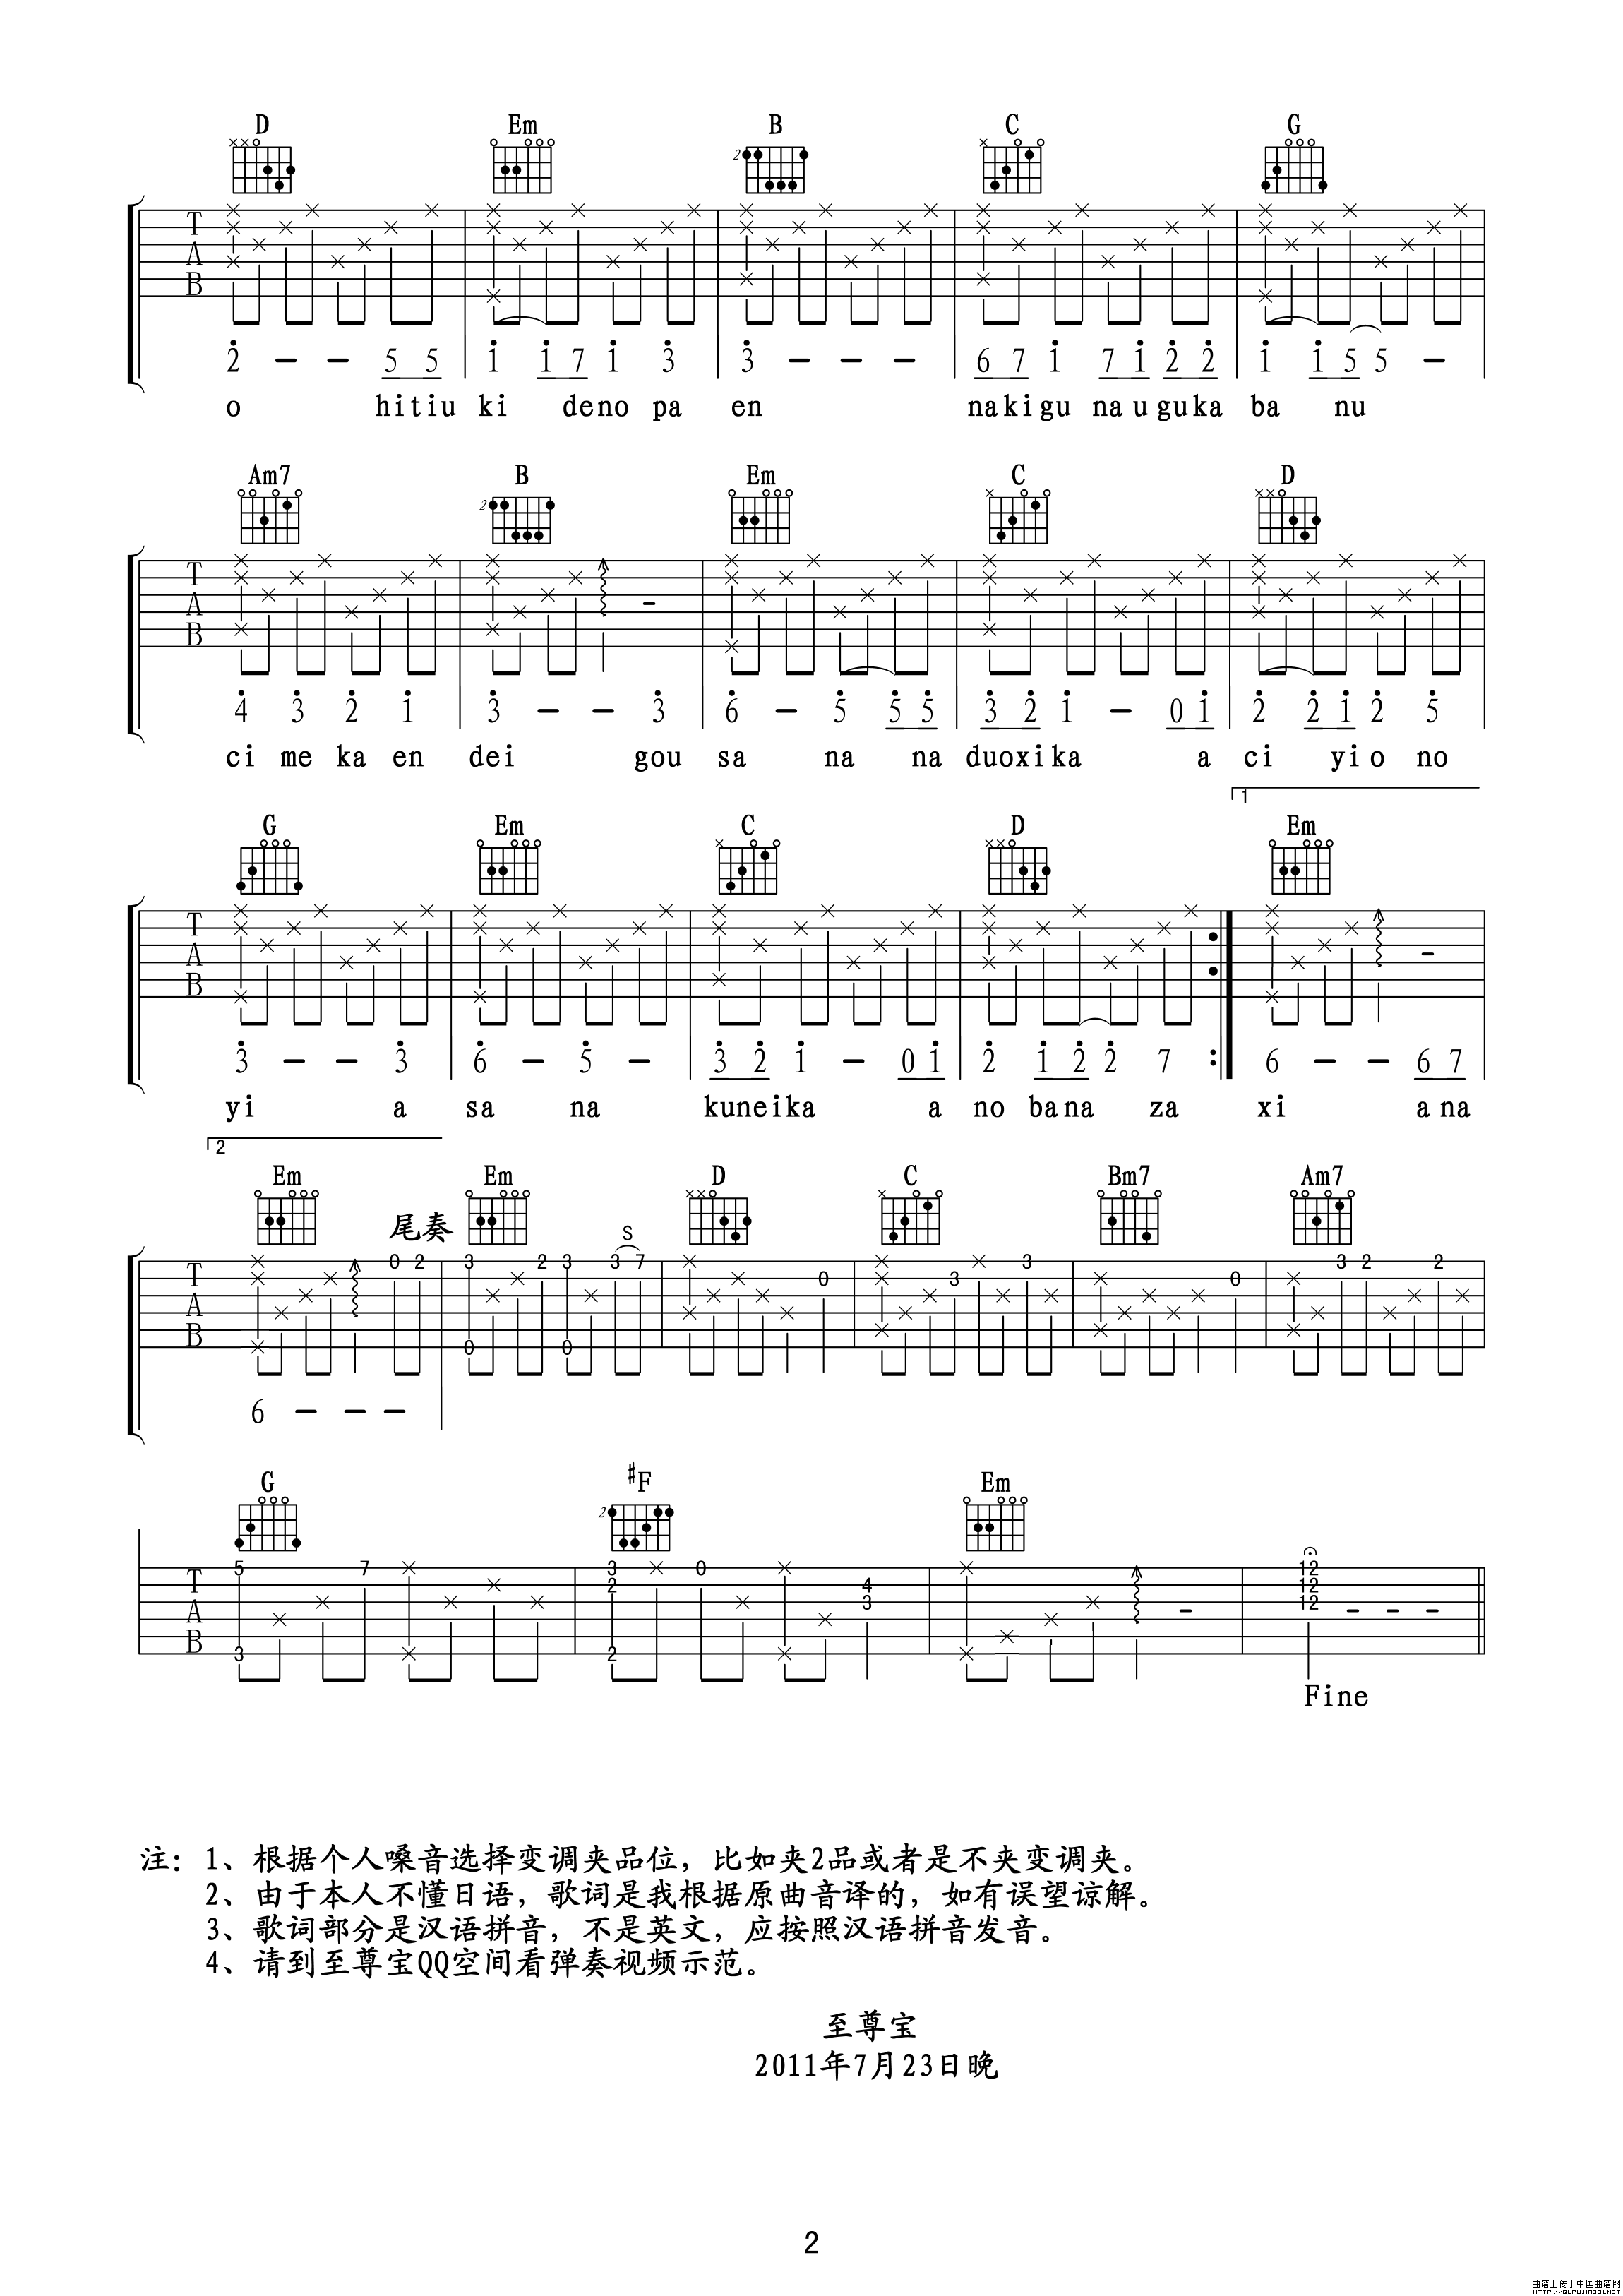 D Em B C G
2
T
A
B
2 - - 5 5 1 1 7 1 3 3 - - - 6 7 1 7 1 2 2 1 1 5 5 -
o hitiu ki deno pa en nakigu na u guka ba nu
Am7 B Em C D
2
T
A
B
4 3 2 1 3 - - 3 6 - 5 5 5 3 2 1 - 0 1 2 2 1 2 5
ci me ka en dei gou sa na na duoxika a ci yi o no
1
G Em C D Em
T
A
B
3 - - 3 6 - 5 - 3 2 1 - 0 1 2 1 2 2 7 6 - - 6 7
yi a sa na kuneika a no bana za xi a na
2
Em Em D C Bm7 Am7
尾奏
S
0 2 3 2 3 3 7 3 3 2 2
T 0 3 0
A
B
0 0
6 - - -
G #F Em
2
5 7 3 0 12
T 2 4 12
3 12
A
B
3 2
Fine
注: 1、根据个人嗓音选择变调夹品位，比如夹2品或者是不夹变调夹。
2、由于本人不懂日语，歌词是我根据原曲音译的，如有误望谅解。
3、歌词部分是汉语拼音，不是英文，应按照汉语拼音发音。
4、请到至尊宝QQ空间看弹奏视频示范。
至尊宝
2011年7月23日晚
2
曲谱上传于中国曲谱网
HTTP://QUPU.YAO81.NET